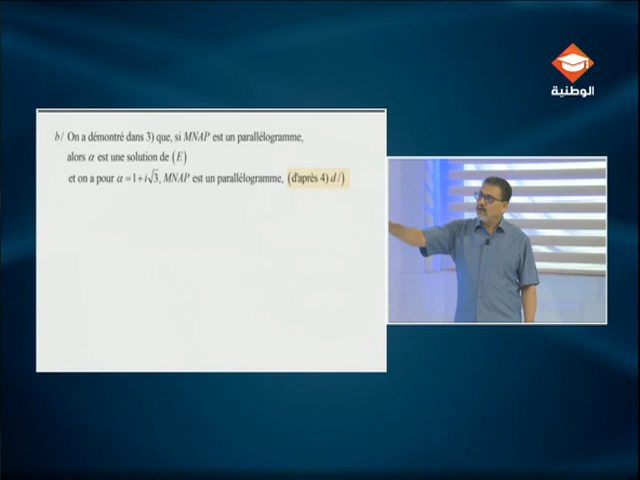 الوطنية
b/ On a démontré dans 3) que, si MNAP est un parallélogramme,
alors α est une solution de (E)
et on a pour α = 1 + i√3, MNAP est un parallélogramme, (d'après 4) d/)